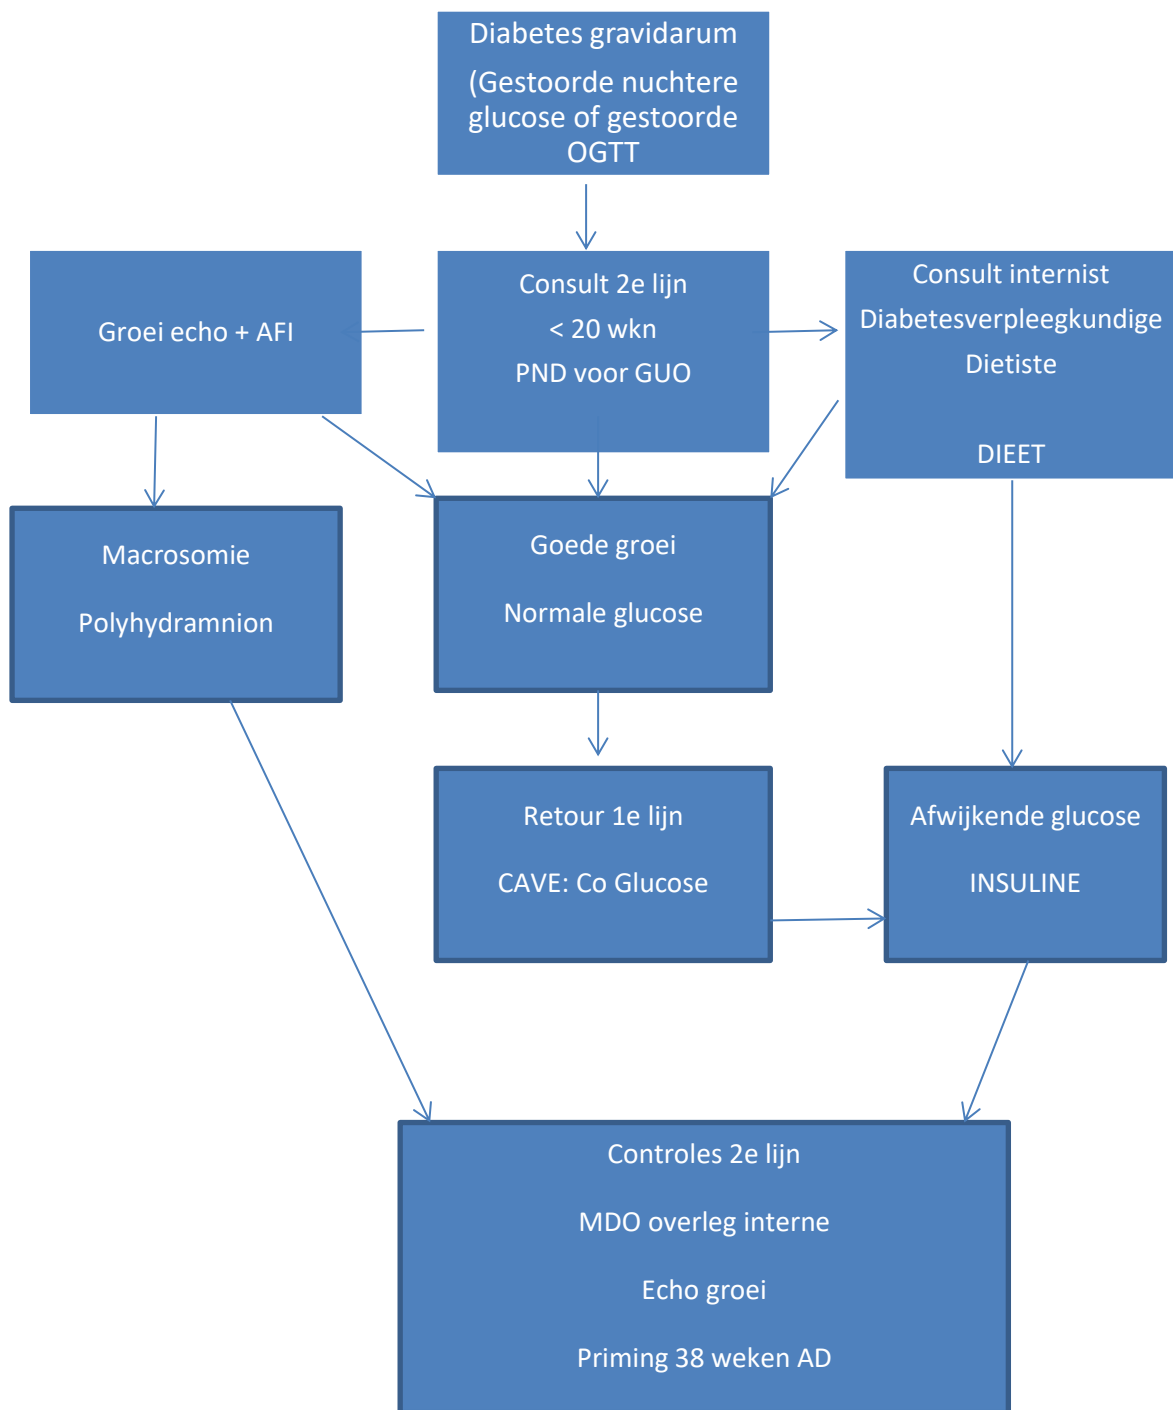 Diabetes gravidarum
(Gestoorde nuchtere
glucose of gestoorde
OGTT
Groei echo + AFI
Consult 2e lijn
< 20 wkn
PND voor GUO
Consult internist
Diabetesverpleegkundige
Dietiste
DIEET
Macrosomie
Polyhydramnion
Goede groei
Normale glucose
Retour 1e lijn
CAVE: Co Glucose
Afwijkende glucose
INSULINE
Controles 2e lijn
MDO overleg interne
Echo groei
Priming 38 weken AD